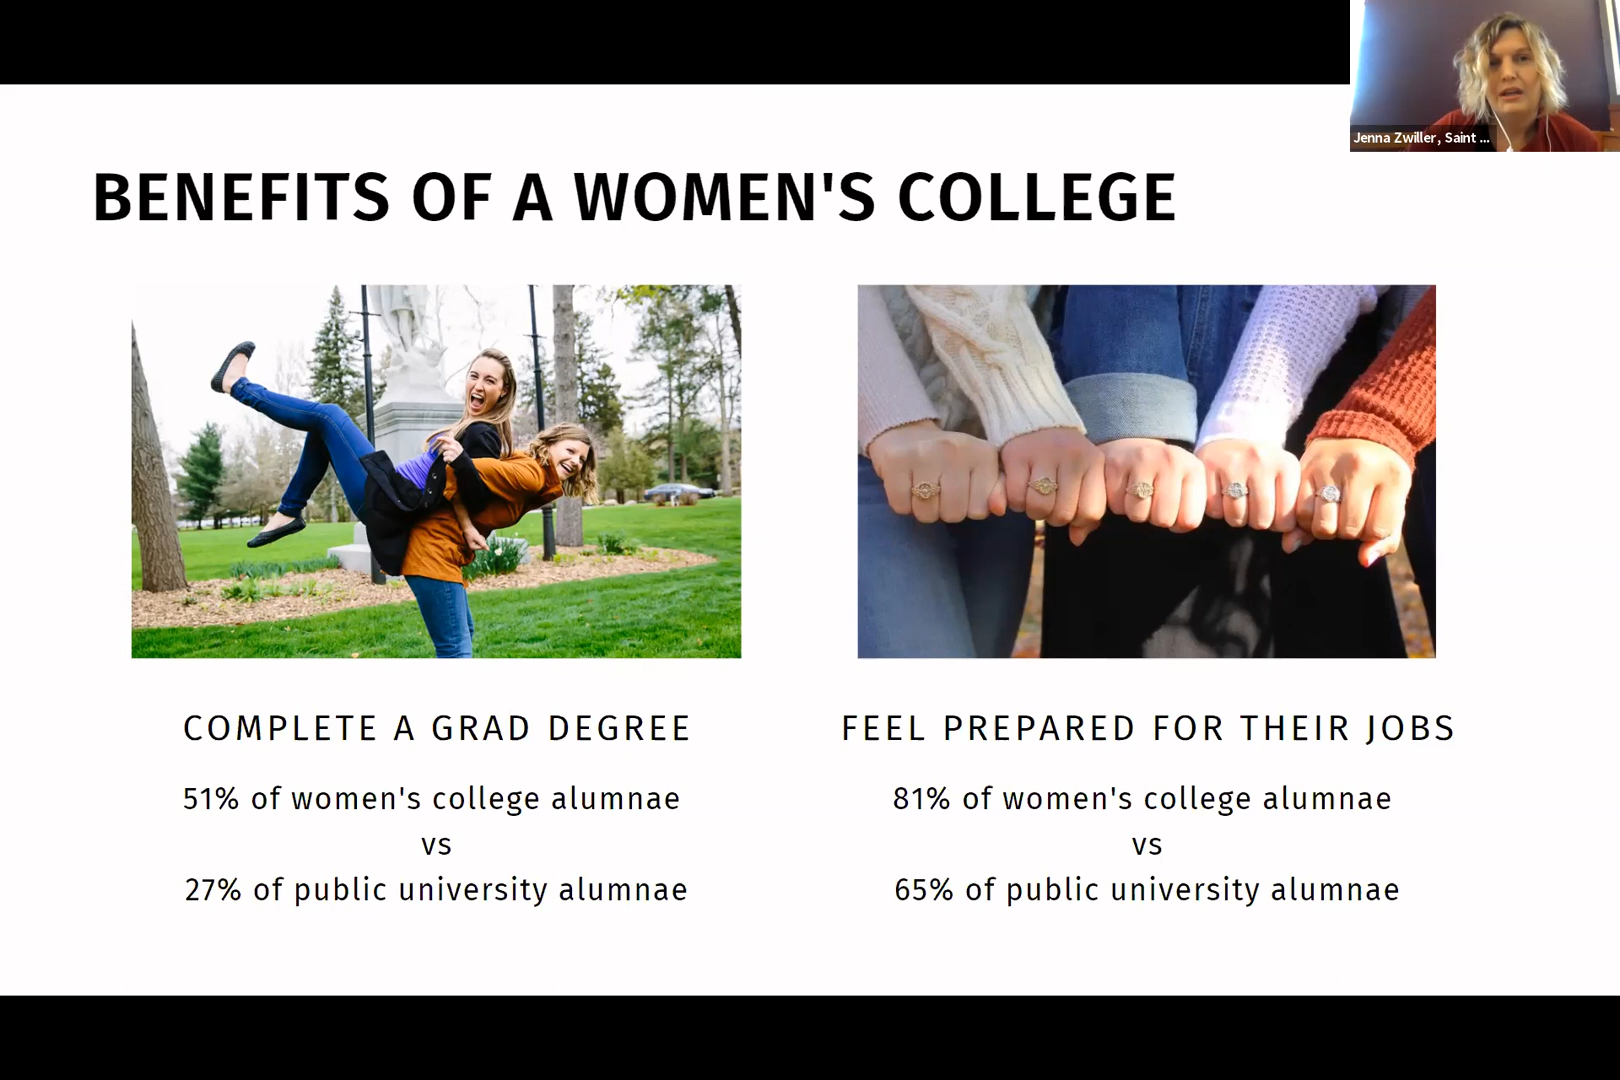 Jenna Zwiller, Saint ...
BENEFITS OF A WOMEN'S COLLEGE
COMPLETE A GRAD DEGREE
51% of women's college alumnae
vs
27% of public university alumnae
FEEL PREPARED FOR THEIR JOBS
81% of women's college alumnae
vs
65% of public university alumnae